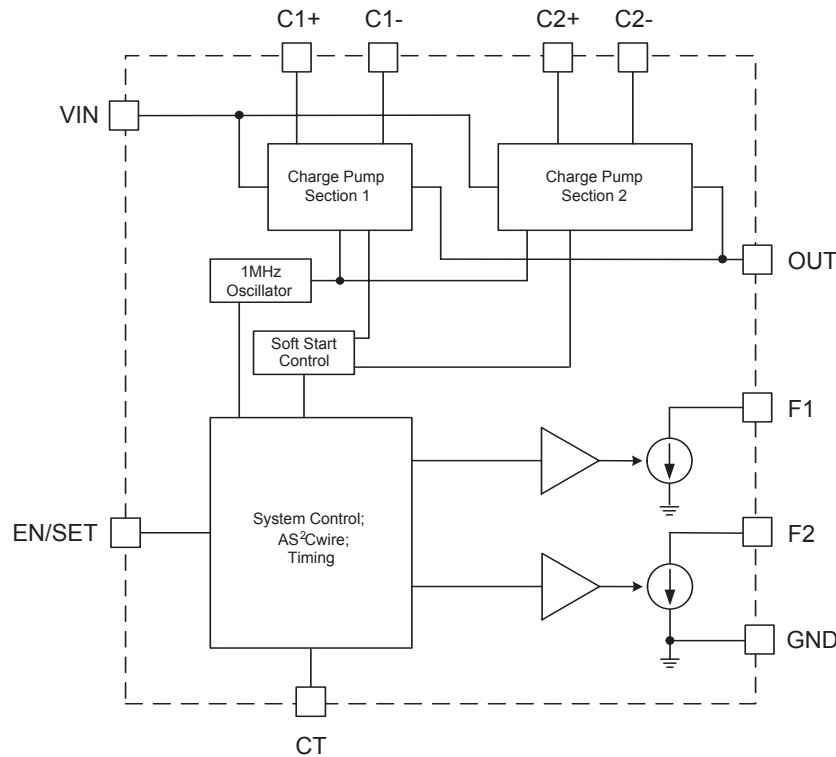 C1+
C1-
C2+
C2-
VIN
Charge Pump
Section 1
Charge Pump
Section 2
OUT
1MHz
Oscillator
Soft Start
Control
F1
EN/SET
System Control;
AS²Cwire;
Timing
F2
GND
CT